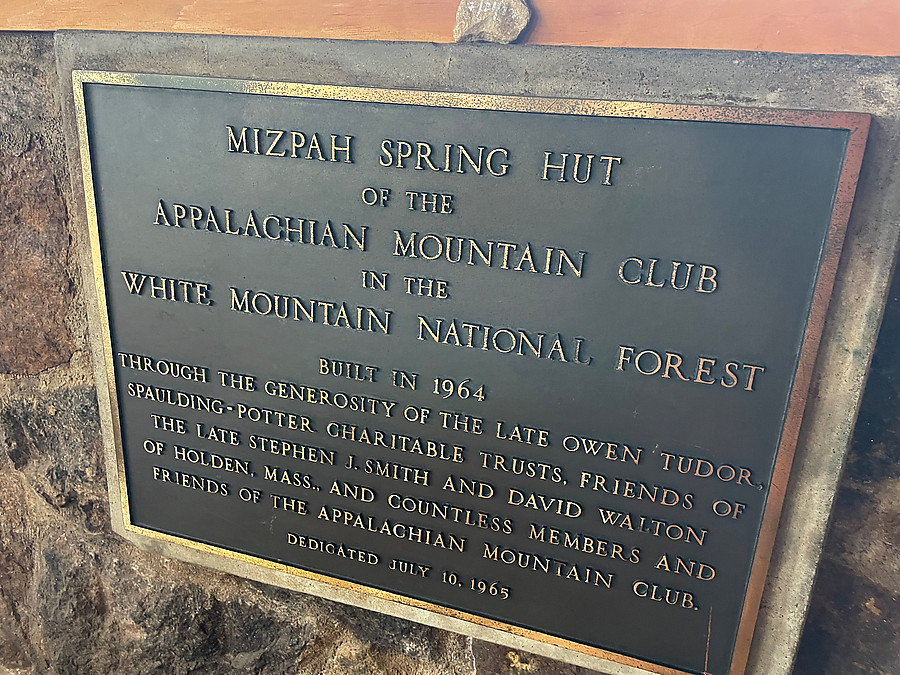 MIZPAH SPRING HUT
OF THE
APPALACHIAN MOUNTAIN CLUB
IN THE
WHITE MOUNTAIN NATIONAL FOREST
BUILT IN 1964
THROUGH THE GENEROSITY OF THE LATE OWEN TUDOR,
SPAULDING-POTTER CHARITABLE TRUSTS, FRIENDS OF
THE LATE STEPHEN J. SMITH AND DAVID WALTON
OF HOLDEN, MASS., AND COUNTLESS MEMBERS AND
FRIENDS OF THE APPALACHIAN MOUNTAIN CLUB.
DEDICATED JULY 10, 1965